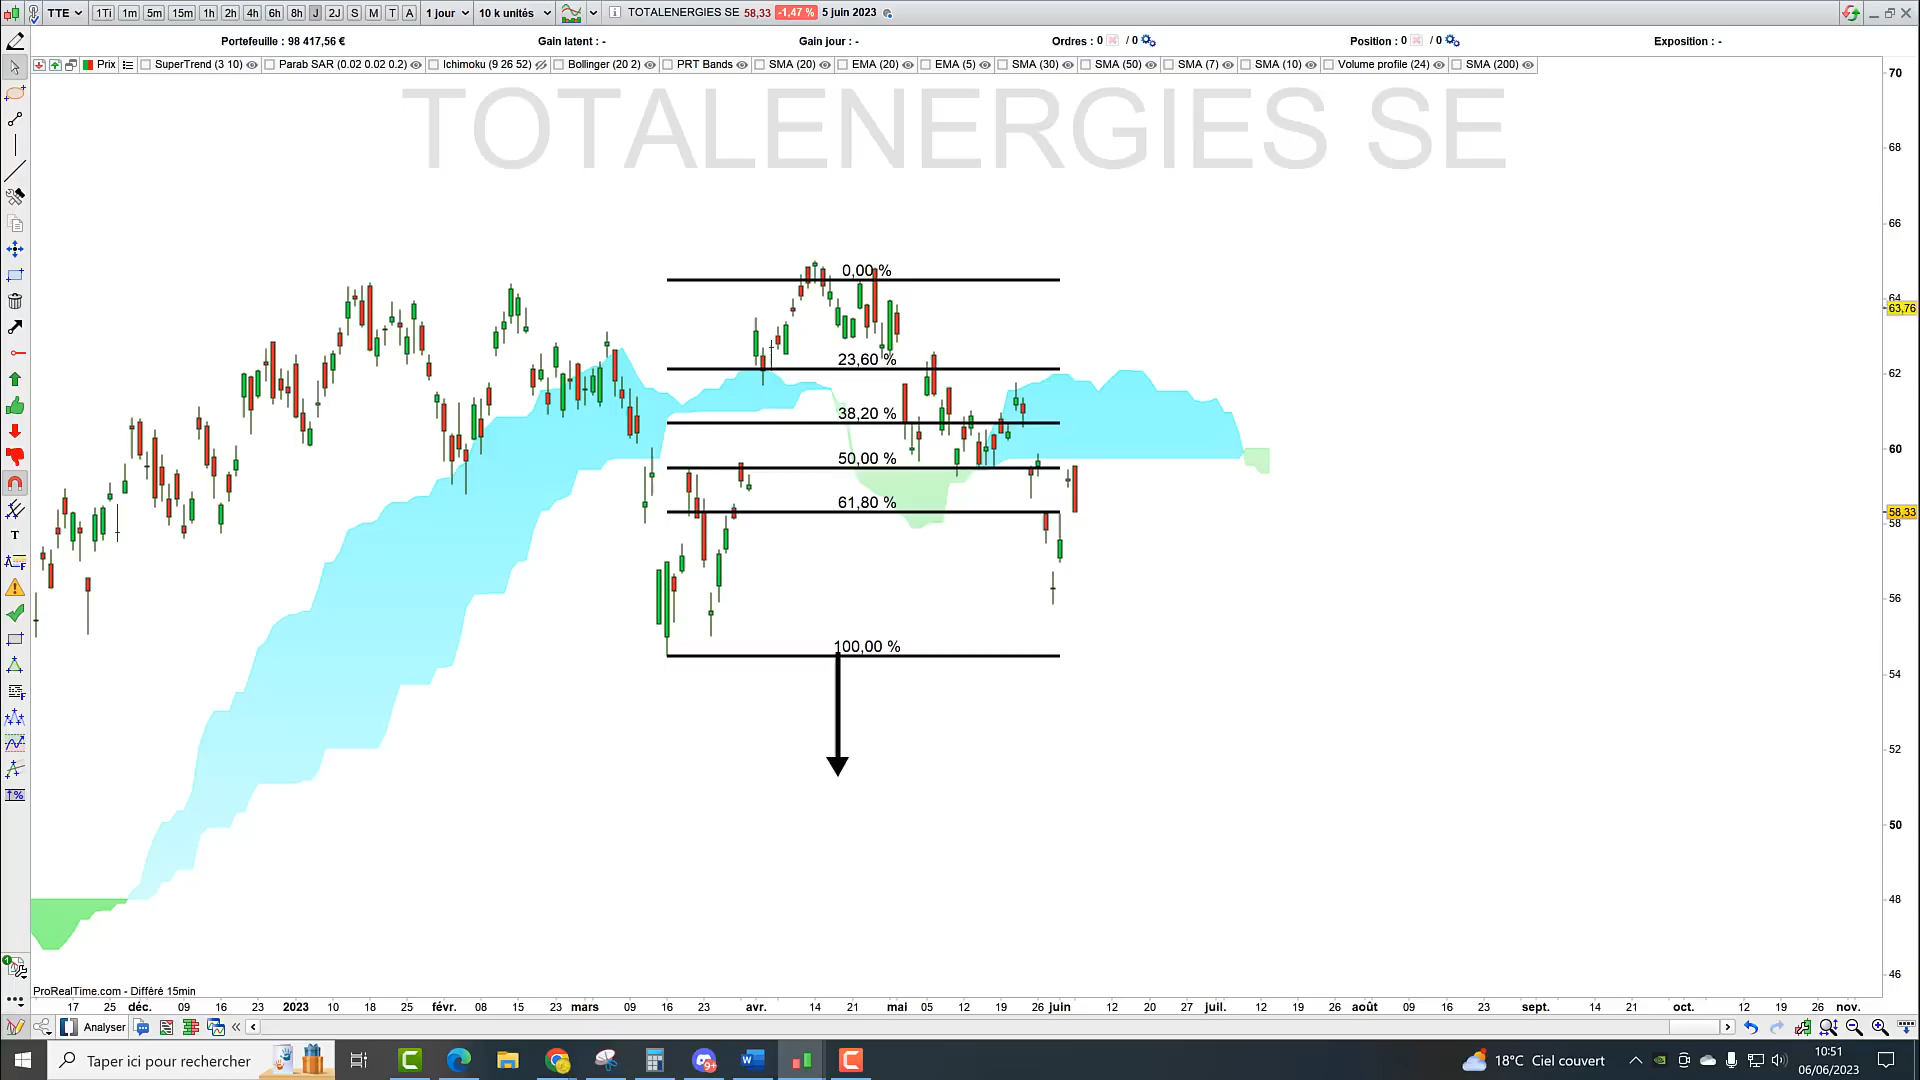 TTE 1Ti 1m 5m 15m 1h 2h 4h 6h 8h J 2J S M T A 1 jour 10 k unités TOTALENERGIES SE 58,33 -1,47 % 5 juin 2023
Portefeuille : 98 417,56 € Gain latent : - Gain jour : - Ordres : 0 / 0 Position : 0 / 0 Exposition : -
Prix SuperTrend (3 10) Parab SAR (0.02 0.02 0.2) Ichimoku (9 26 52) Bollinger (20 2) PRT Bands SMA (20) EMA (20) EMA (5) SMA (30) SMA (50) SMA (7) SMA (10) Volume profile (24) SMA (200)
TOTALENERGIES SE
70
68
66
64
63,76
62
60
58,33
58
56
54
52
50
48
46
0,00 %
23,60 %
38,20 %
50,00 %
61,80 %
100,00 %
ProRealTime.com - Différé 15min
17 25 déc. 09 16 23 2023 10 18 25 févr. 08 15 23 mars 09 16 23 avr. 14 21 mai 05 12 19 26 juin 12 20 27 juil. 12 19 26 août 09 16 23 sept. 14 21 oct. 12 19 26 nov.
Analyser
Taper ici pour rechercher
18°C Ciel couvert
10:51
06/06/2023